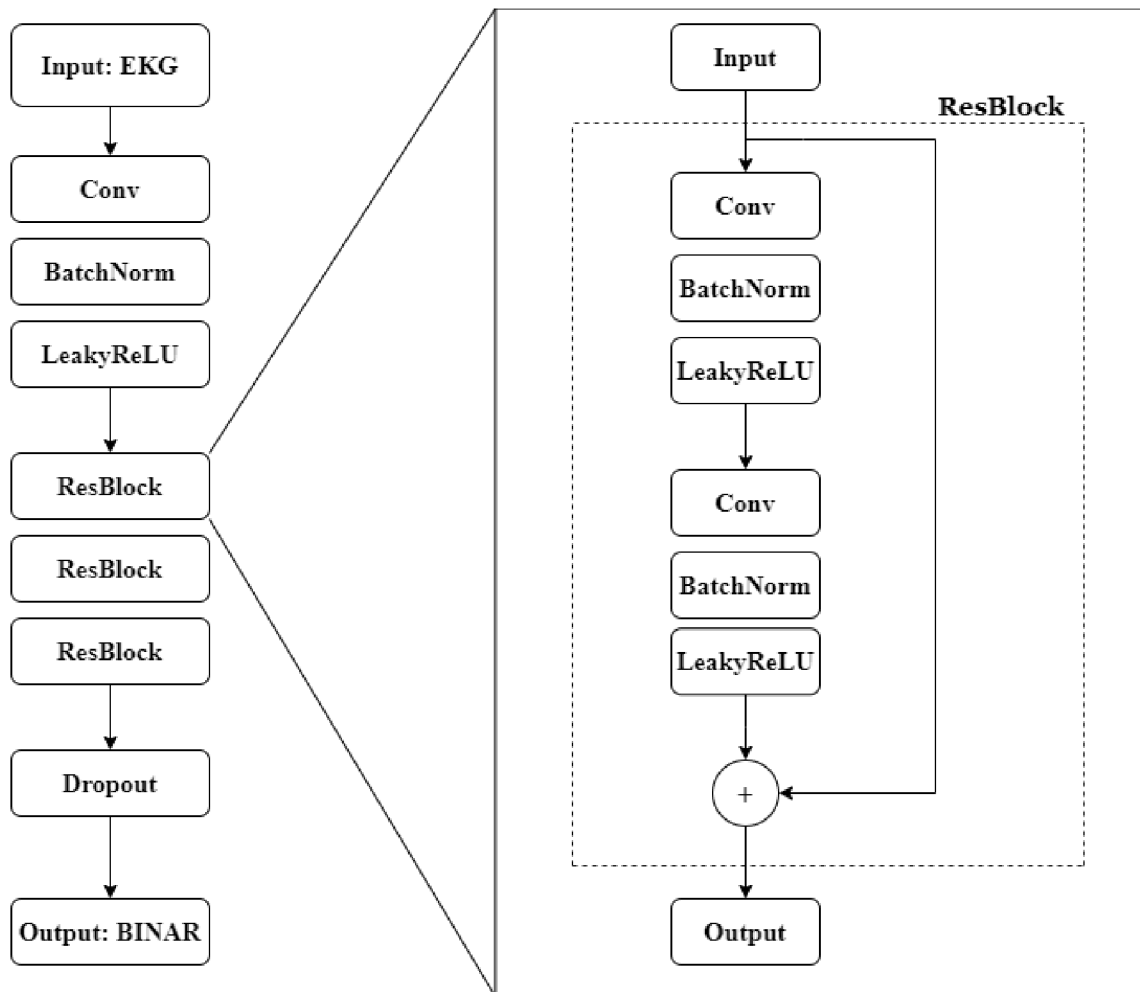 Input: EKG
Conv
BatchNorm
LeakyReLU
ResBlock
ResBlock
ResBlock
Dropout
Output: BINAR
Input
ResBlock
Conv
BatchNorm
LeakyReLU
Conv
BatchNorm
LeakyReLU
+
Output